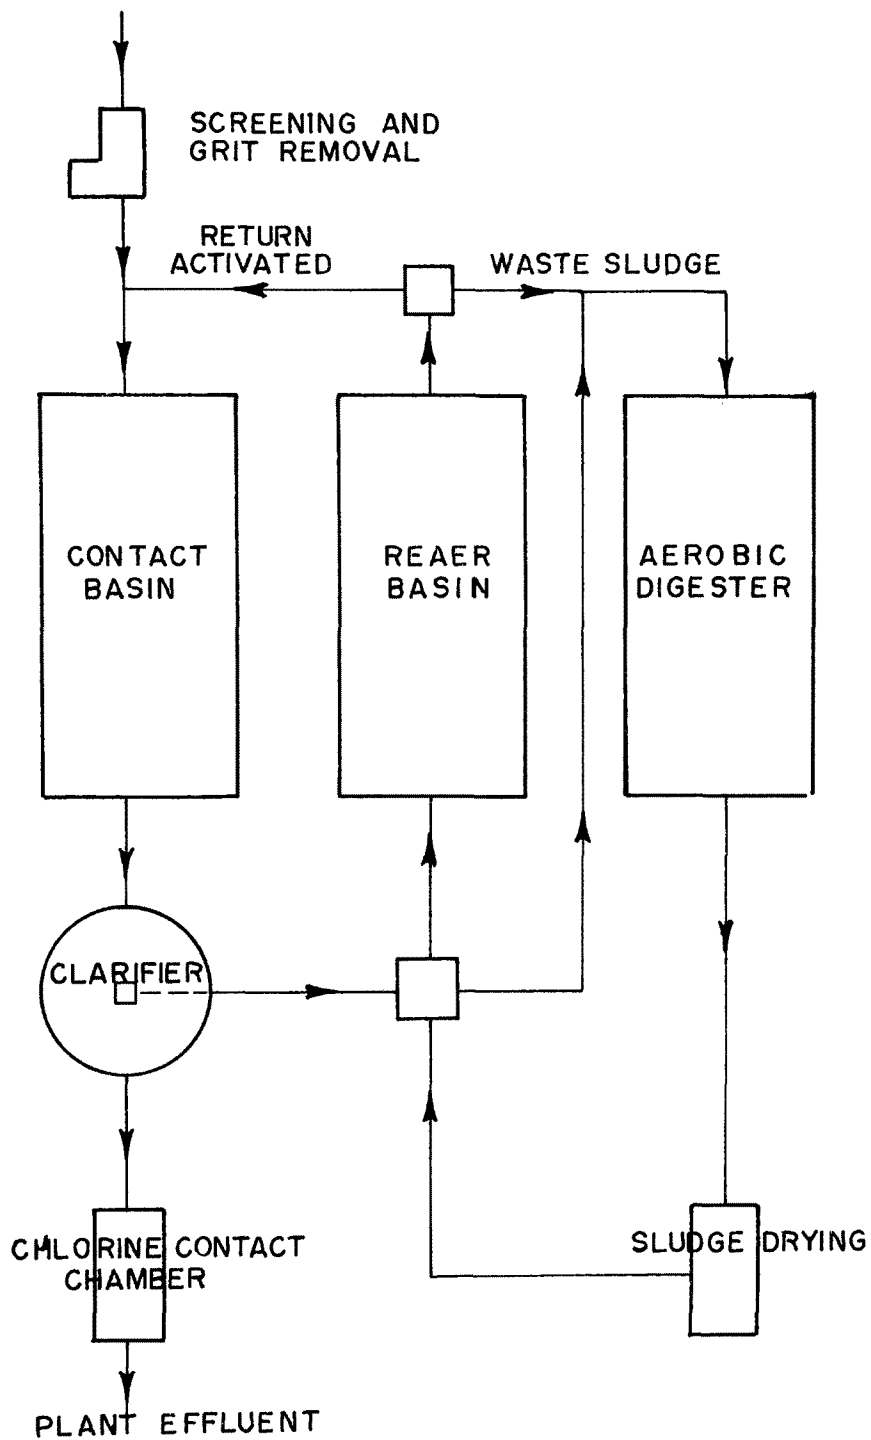 SCREENING AND
GRIT REMOVAL
RETURN
ACTIVATED
WASTE SLUDGE
CONTACT
BASIN
REAER
BASIN
AEROBIC
DIGESTER
CLARIFIER
CHLORINE CONTACT
CHAMBER
SLUDGE DRYING
PLANT EFFLUENT